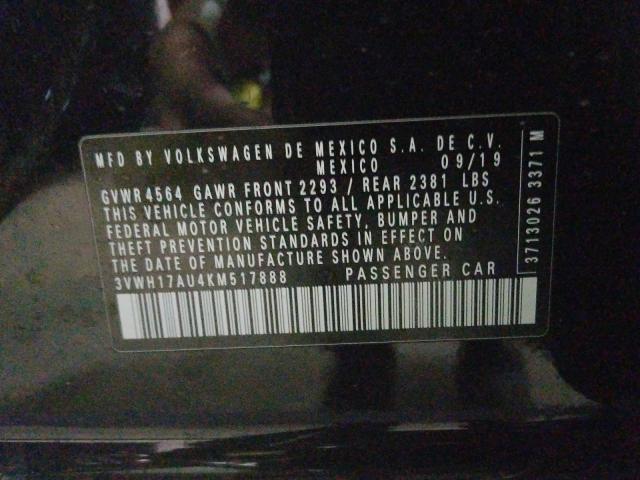 MFD BY VOLKSWAGEN DE MEXICO S.A. DE C.V.
MEXICO 09/19
GVWR 4564 GAWR FRONT 2293 / REAR 2381 LBS
THIS VEHICLE CONFORMS TO ALL APPLICABLE U.S.
FEDERAL MOTOR VEHICLE SAFETY, BUMPER AND
THEFT PREVENTION STANDARDS IN EFFECT ON
THE DATE OF MANUFACTURE SHOWN ABOVE.
3VWH17AU4KM517888 PASSENGER CAR
3713026 3371 M